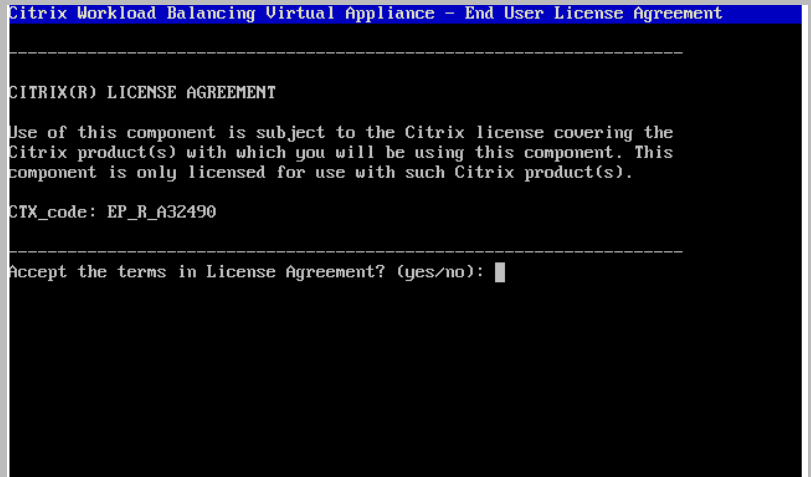 Citrix Workload Balancing Virtual Appliance - End User License Agreement
--------------------------------------------------------------------
CITRIX(R) LICENSE AGREEMENT
Use of this component is subject to the Citrix license covering the
Citrix product(s) with which you will be using this component. This
component is only licensed for use with such Citrix product(s).
CTX_code: EP_R_A32490
--------------------------------------------------------------------
Accept the terms in License Agreement? (yes/no):